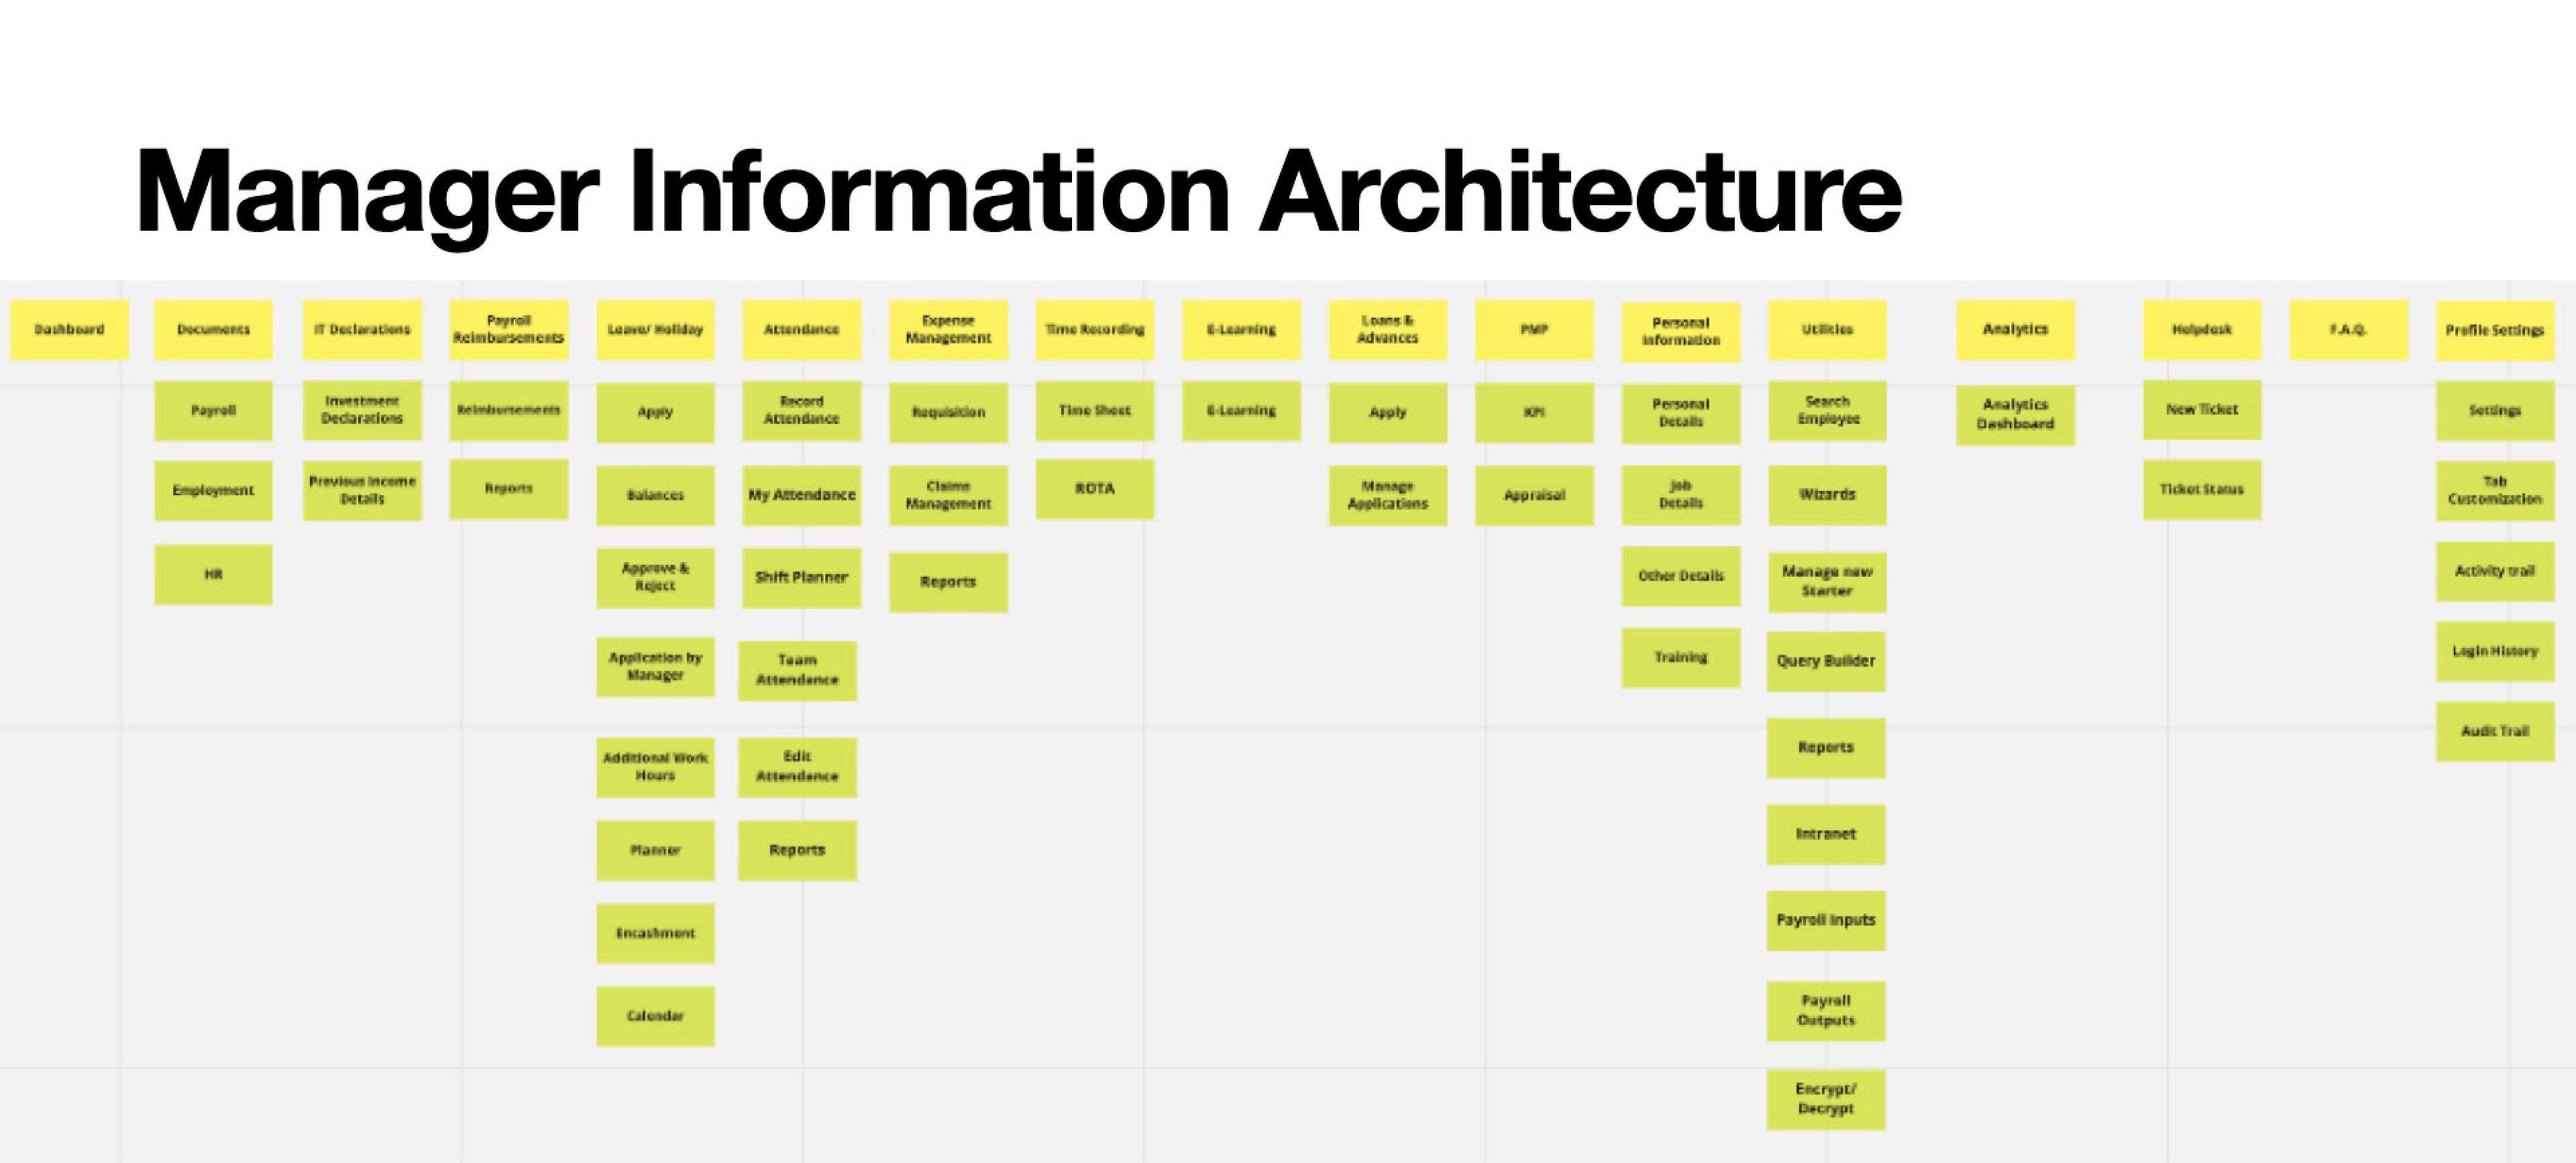 Manager Information Architecture
Dashboard
Documents
IT Declarations
Payroll
Reimbursements
Leave/ Holiday
Attendance
Expense
Management
Time Recording
E-Learning
Loans &
Advances
PMP
Personal
Information
Utilities
Analytics
Helpdesk
F.A.Q.
Profile Settings
Payroll
Employment
HR
Investment
Declarations
Previous Income
Details
Reimbursements
Reports
Apply
Balances
Approve &
Reject
Application by
Manager
Additional Work
Hours
Planner
Encashment
Calendar
Record
Attendance
My Attendance
Shift Planner
Team
Attendance
Edit
Attendance
Reports
Requisition
Claims
Management
Reports
Time Sheet
ROTA
E-Learning
Apply
Manage
Applications
KPI
Appraisal
Personal
Details
Job
Details
Other Details
Training
Search
Employee
Wizards
Manage new
Starter
Query Builder
Reports
Intranet
Payroll Inputs
Payroll
Outputs
Encrypt/
Decrypt
Analytics
Dashboard
New Ticket
Ticket Status
Settings
Tab
Customization
Activity trail
Login History
Audit Trail